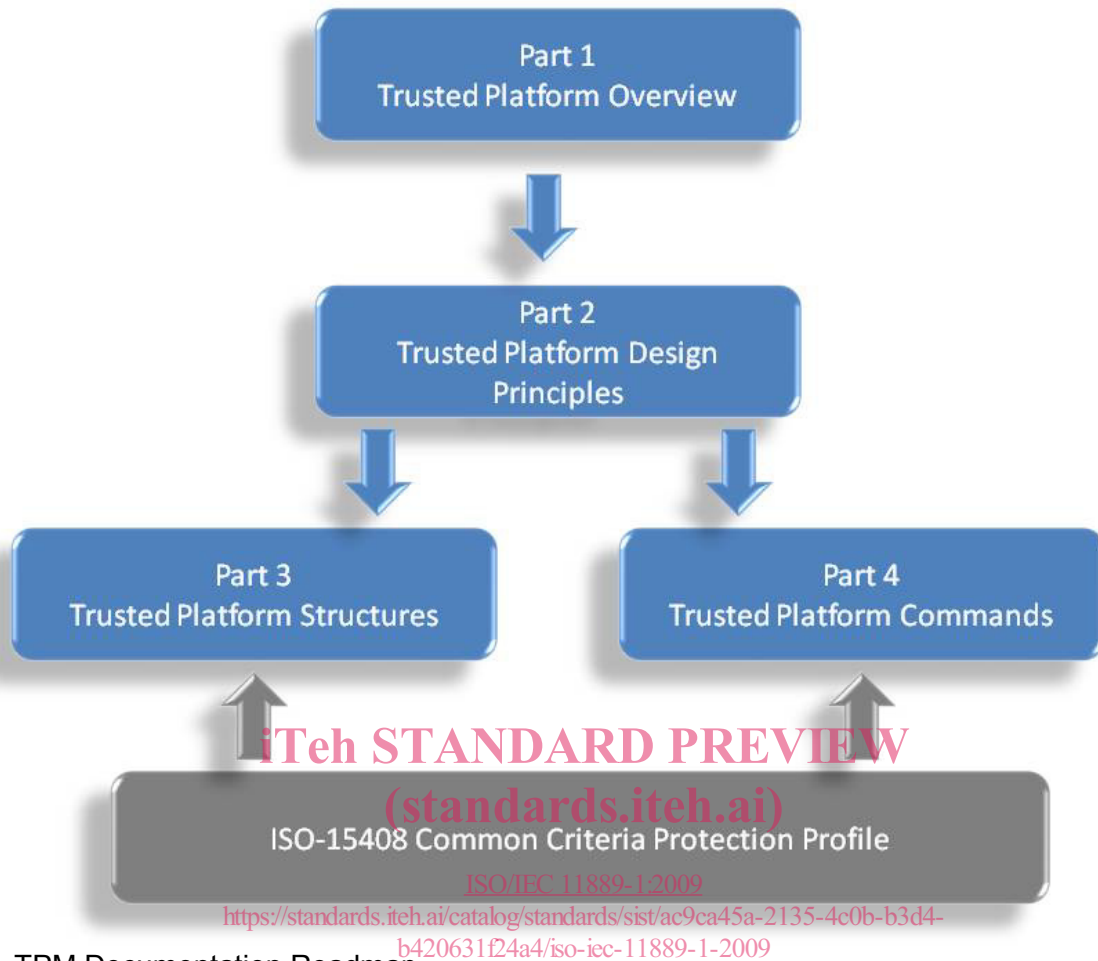 Part 1
Trusted Platform Overview
Part 2
Trusted Platform Design
Principles
Part 3
Trusted Platform Structures
Part 4
Trusted Platform Commands
iTeh STANDARD PREVIEW
(standards.iteh.ai)
ISO-15408 Common Criteria Protection Profile
ISO/IEC 11889-1:2009
https://standards.iteh.ai/catalog/standards/sist/ac9ca45a-2135-4c0b-b3d4-
b420631f24a4/iso-iec-11889-1-2009
TPM Documentation Roadmap